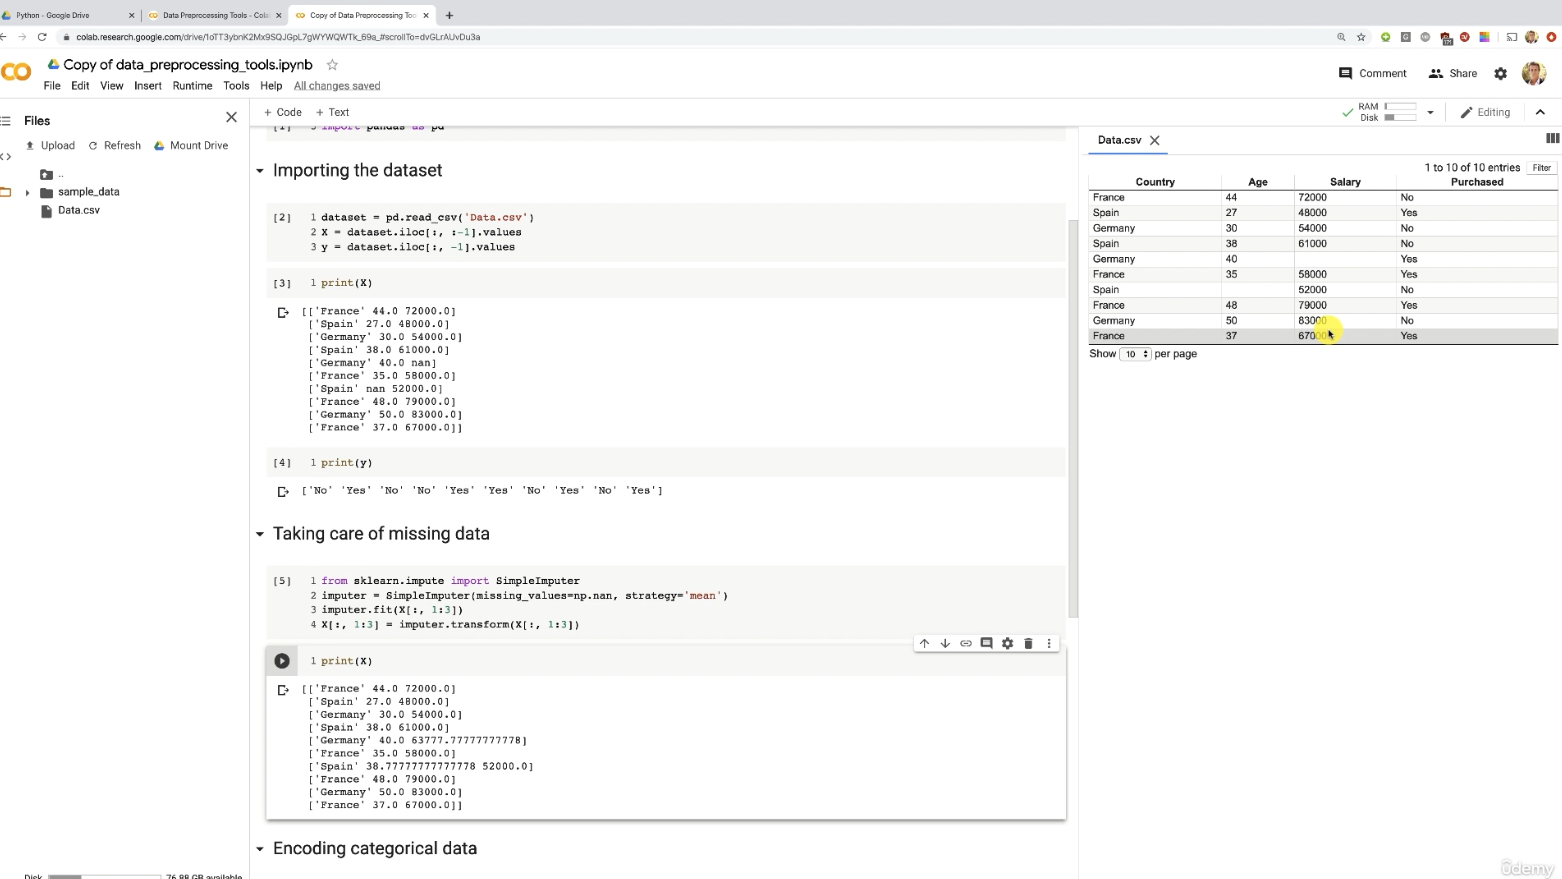 Python - Google Drive
Data Preprocessing Tools - Colab
Copy of Data Preprocessing Too
colab.research.google.com/drive/1oTT3ybnK2Mx9SQJGpL7gWYWQWTk_69a_#scrollTo=dvGLrAUvDu3a
Copy of data_preprocessing_tools.ipynb
File Edit View Insert Runtime Tools Help All changes saved
Comment Share
Files
+ Code + Text
RAM
Disk
Editing
Upload Refresh Mount Drive
..
sample_data
Data.csv
[1] 3 import pandas as pd
Importing the dataset
[2] 1 dataset = pd.read_csv('Data.csv')
2 X = dataset.iloc[:, :-1].values
3 y = dataset.iloc[:, -1].values
[3] 1 print(X)
[['France' 44.0 72000.0]
['Spain' 27.0 48000.0]
['Germany' 30.0 54000.0]
['Spain' 38.0 61000.0]
['Germany' 40.0 nan]
['France' 35.0 58000.0]
['Spain' nan 52000.0]
['France' 48.0 79000.0]
['Germany' 50.0 83000.0]
['France' 37.0 67000.0]]
[4] 1 print(y)
['No' 'Yes' 'No' 'No' 'Yes' 'Yes' 'No' 'Yes' 'No' 'Yes']
Taking care of missing data
[5] 1 from sklearn.impute import SimpleImputer
2 imputer = SimpleImputer(missing_values=np.nan, strategy='mean')
3 imputer.fit(X[:, 1:3])
4 X[:, 1:3] = imputer.transform(X[:, 1:3])
1 print(X)
[['France' 44.0 72000.0]
['Spain' 27.0 48000.0]
['Germany' 30.0 54000.0]
['Spain' 38.0 61000.0]
['Germany' 40.0 63777.77777777778]
['France' 35.0 58000.0]
['Spain' 38.77777777777778 52000.0]
['France' 48.0 79000.0]
['Germany' 50.0 83000.0]
['France' 37.0 67000.0]]
Encoding categorical data
Disk 76.88 GB available
Data.csv
1 to 10 of 10 entries Filter
Country Age Salary Purchased
France 44 72000 No
Spain 27 48000 Yes
Germany 30 54000 No
Spain 38 61000 No
Germany 40 Yes
France 35 58000 Yes
Spain 52000 No
France 48 79000 Yes
Germany 50 83000 No
France 37 67000 Yes
Show 10 per page
ûdemy